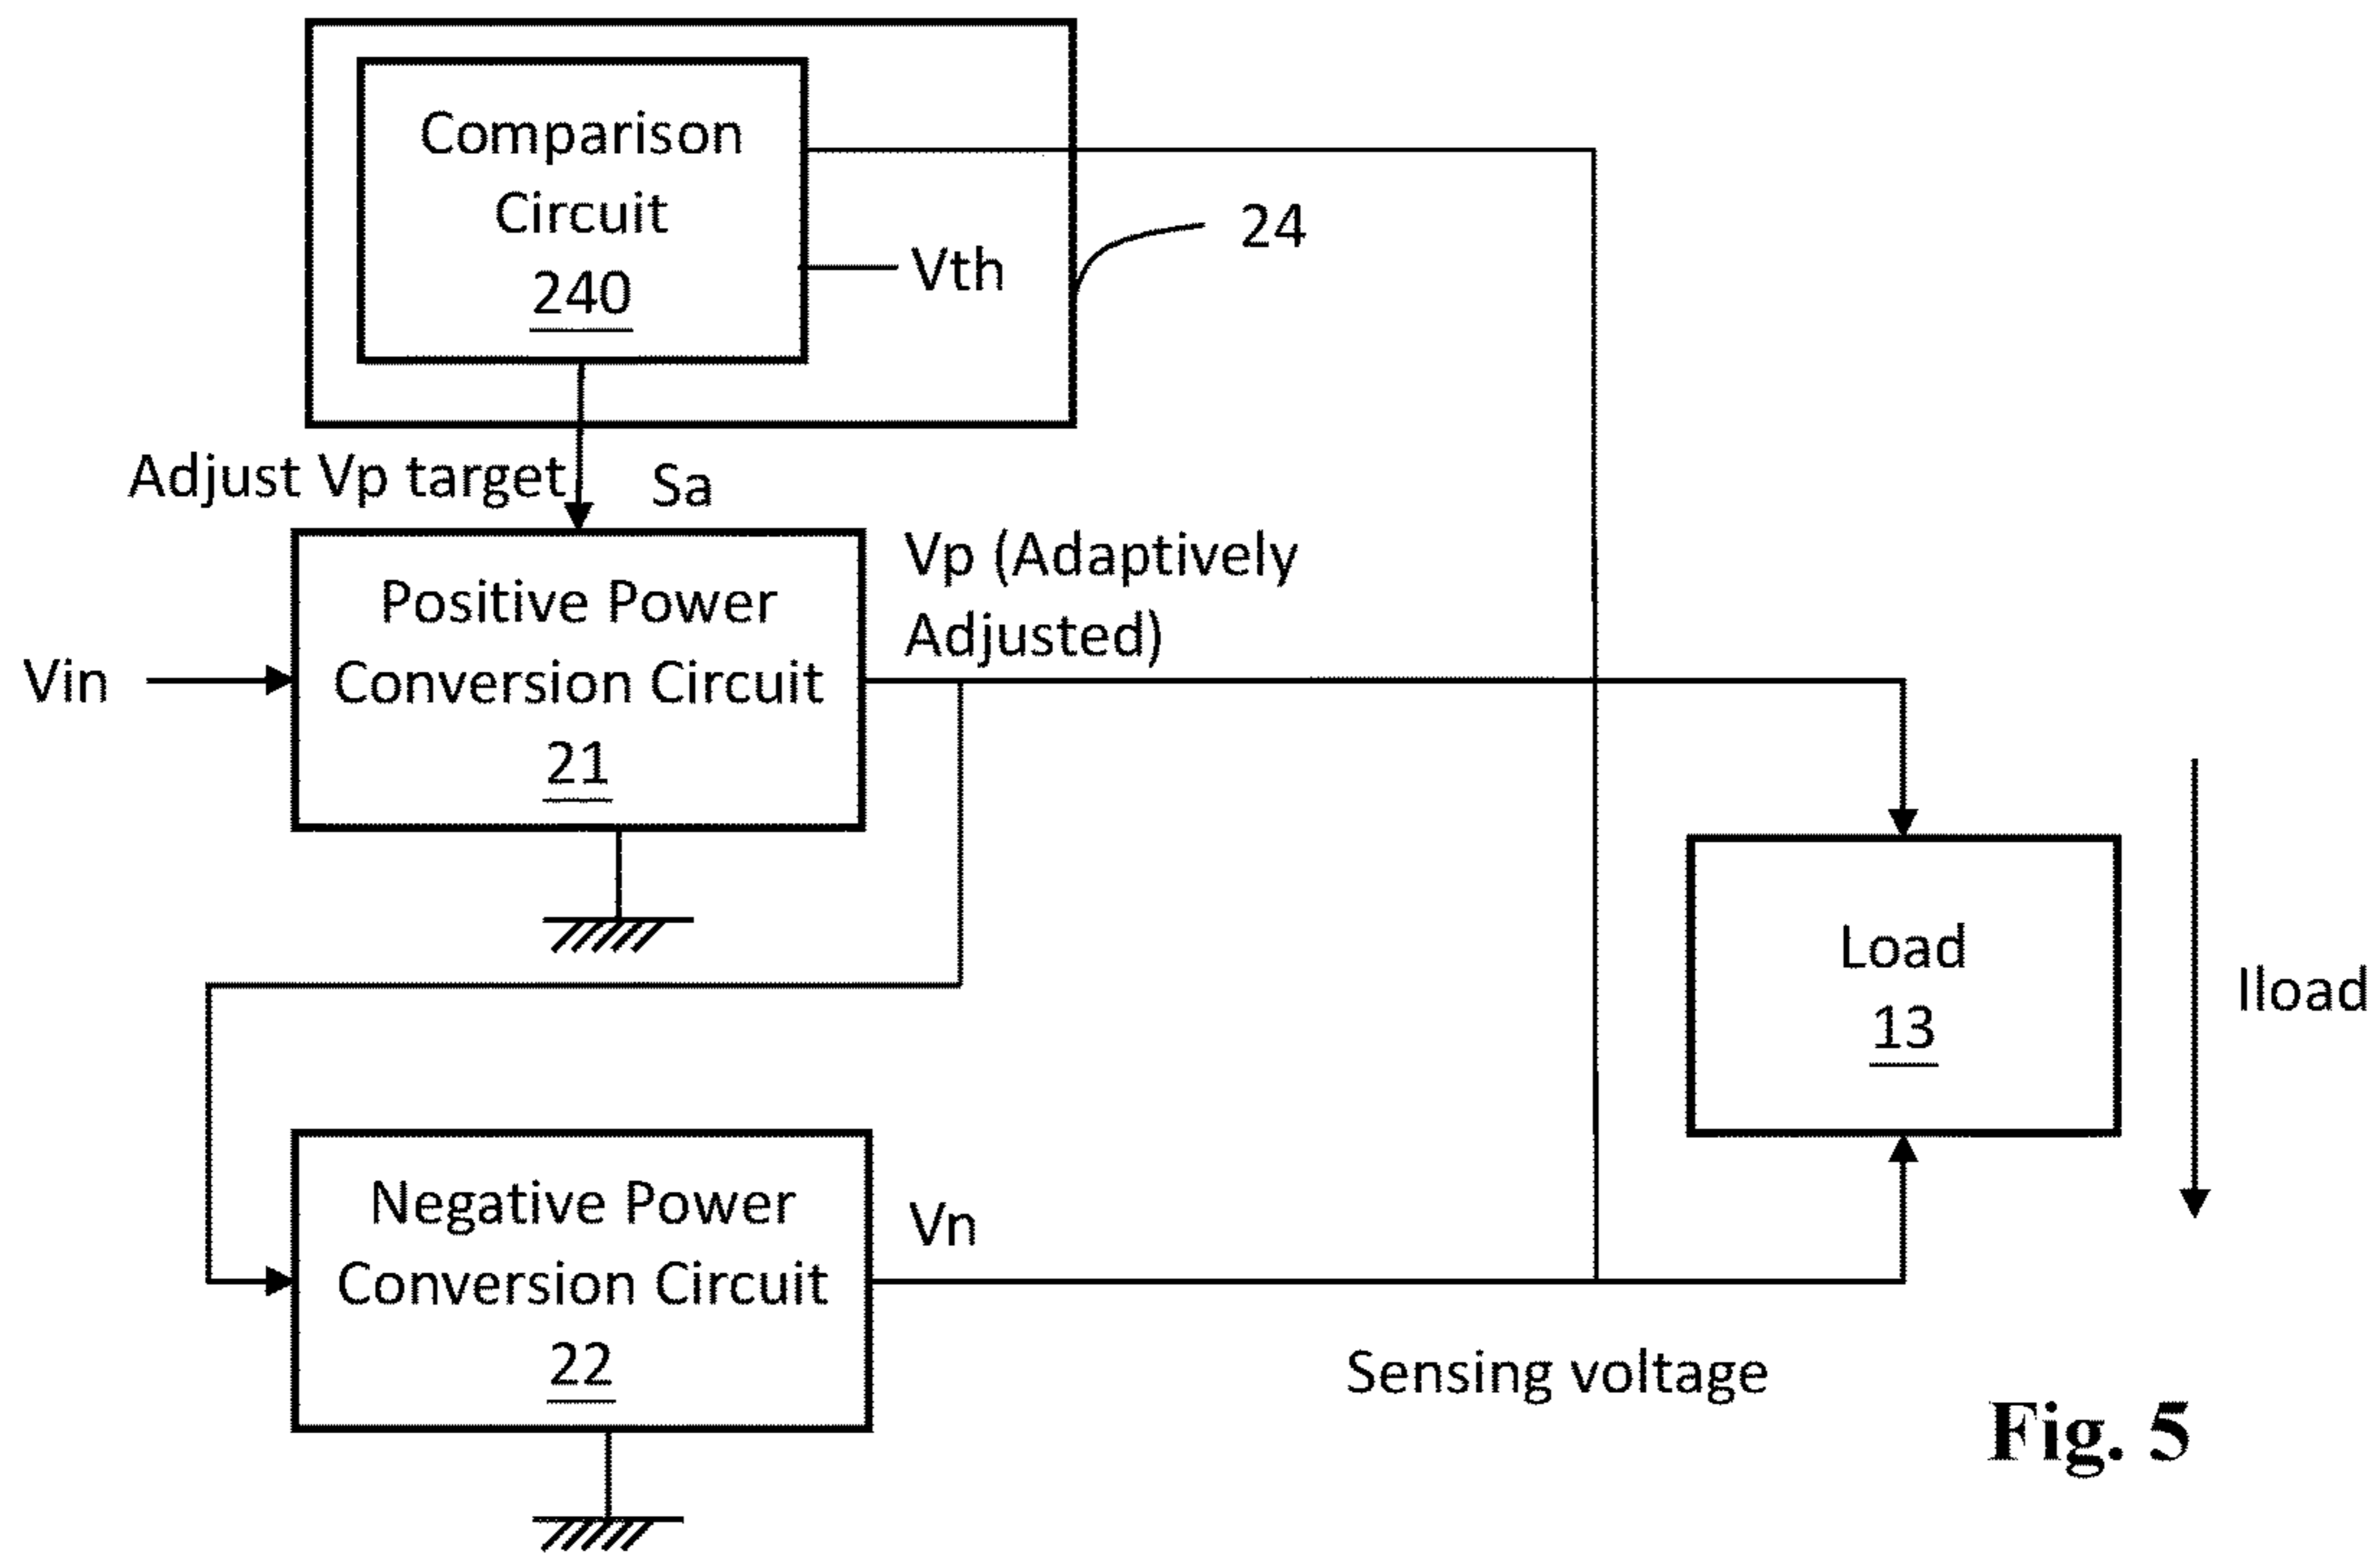 Comparison
Circuit
240
Vth
24
Adjust Vp target
Sa
Vp (Adaptively
Adjusted)
Vin
Positive Power
Conversion Circuit
21
Load
13
Iload
Negative Power
Conversion Circuit
22
Vn
Sensing voltage
Fig. 5